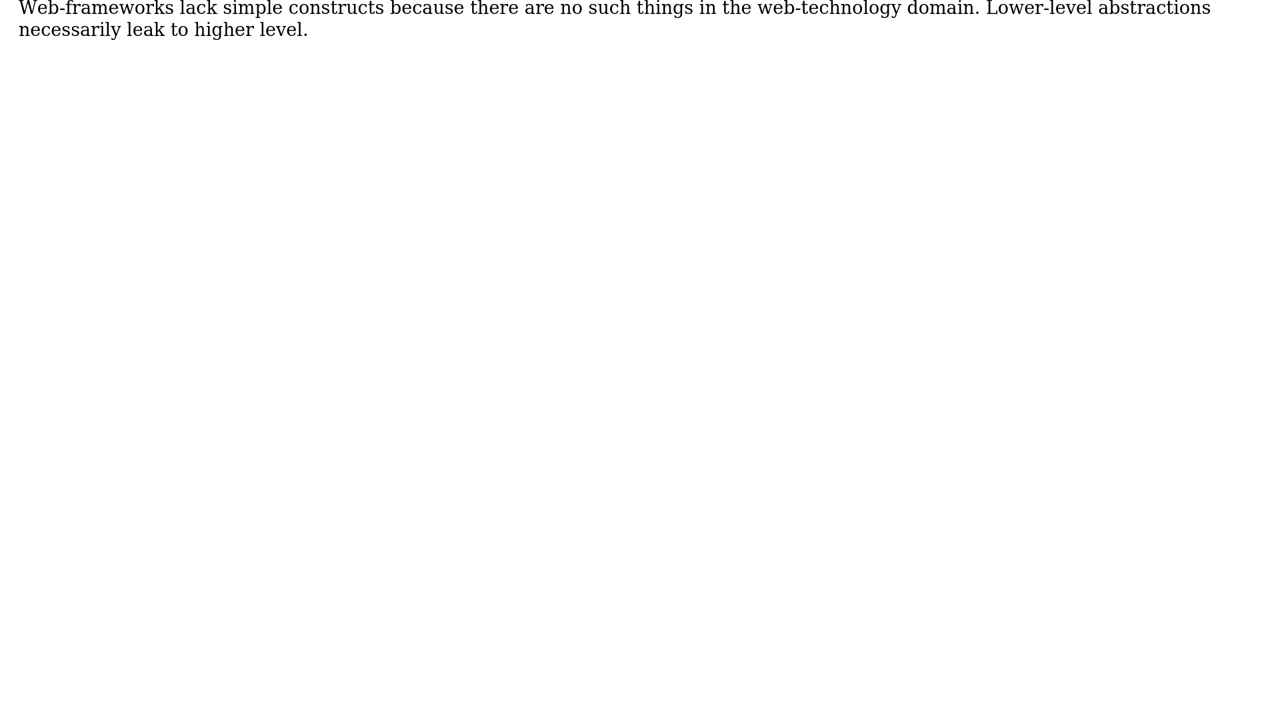 Web-frameworks lack simple constructs because there are no such things in the web-technology domain. Lower-level abstractions
necessarily leak to higher level.